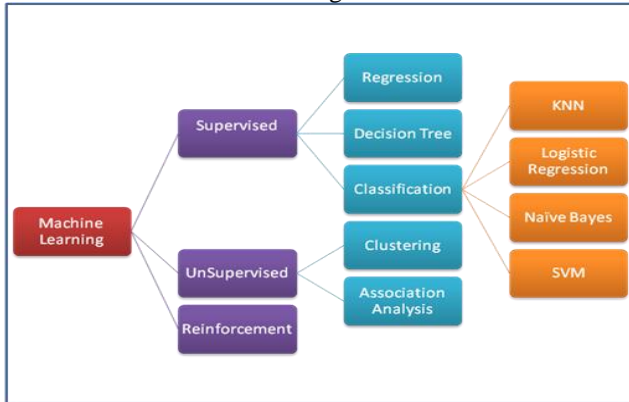 Regression
KNN
Supervised
Decision Tree
Logistic
Regression
Classification
Machine
Learning
Naïve Bayes
Clustering
UnSupervised
SVM
Association
Analysis
Reinforcement